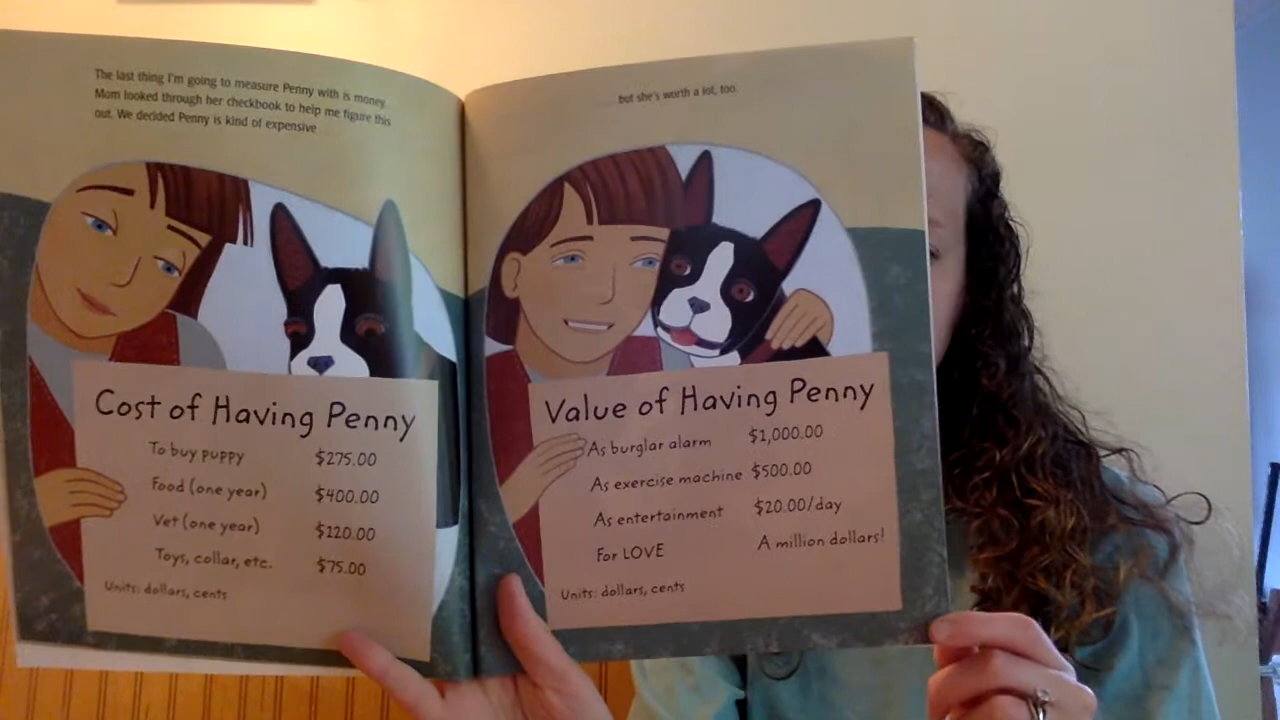 The last thing I'm going to measure Penny with is money.
Mom looked through her checkbook to help me figure this
out. We decided Penny is kind of expensive
Cost of Having Penny
To buy puppy $275.00
Food (one year) $400.00
Vet (one year) $120.00
Toys, collar, etc. $75.00
Units: dollars, cents
but she's worth a lot, too.
Value of Having Penny
As burglar alarm $1,000.00
As exercise machine $500.00
As entertainment $20.00/day
For LOVE A million dollars!
Units: dollars, cents